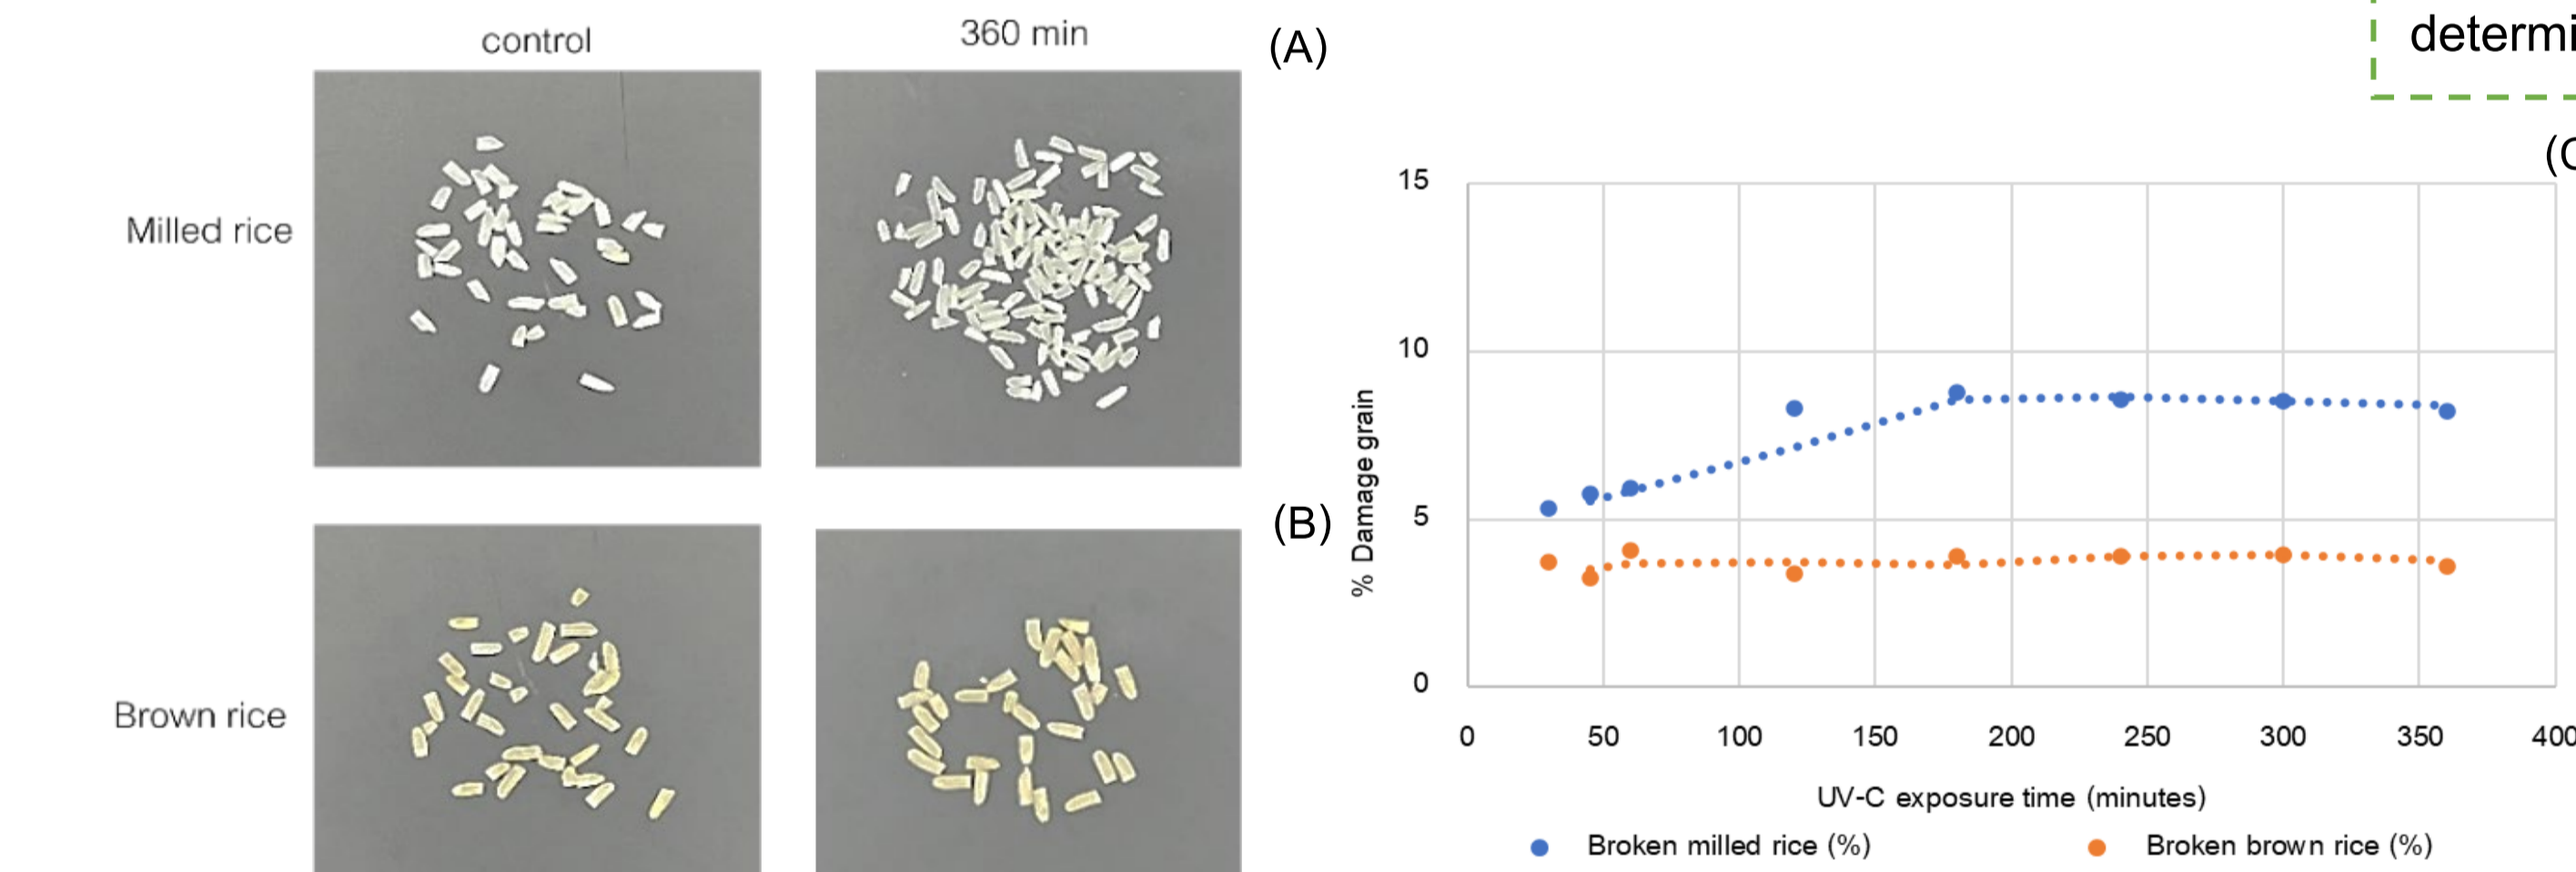 control
360 min
(A)
Milled rice
(B)
Brown rice
determi
(C
15
10
5
0
% Damage grain
0 50 100 150 200 250 300 350 400
UV-C exposure time (minutes)
Broken milled rice (%)
Broken brown rice (%)